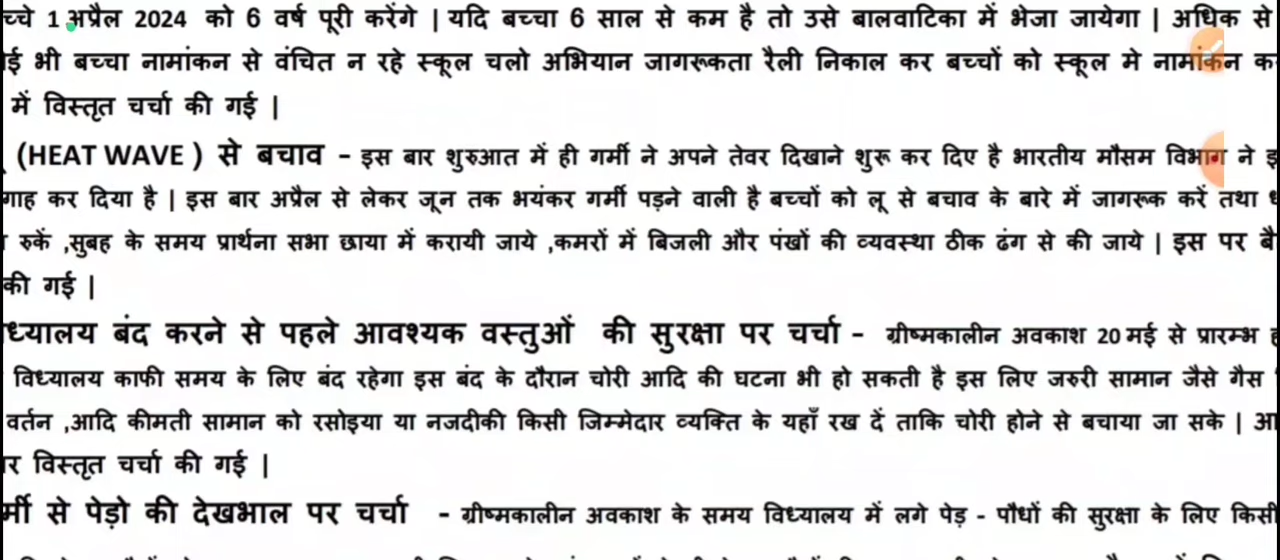 च्चे 1 अप्रैल 2024 को 6 वर्ष पूरी करेंगे | यदि बच्चा 6 साल से कम है तो उसे बालवाटिका में भेजा जायेगा | अधिक से
ई भी बच्चा नामांकन से वंचित न रहे स्कूल चलो अभियान जागरूकता रैली निकाल कर बच्चों को स्कूल मे नामांकन क
में विस्तृत चर्चा की गई |
(HEAT WAVE ) से बचाव – इस बार शुरुआत में ही गर्मी ने अपने तेवर दिखाने शुरू कर दिए है भारतीय मौसम विभाग ने
गाह कर दिया है | इस बार अप्रैल से लेकर जून तक भयंकर गर्मी पड़ने वाली है बच्चों को लू से बचाव के बारे में जागरूक करें तथा
रुकें ,सुबह के समय प्रार्थना सभा छाया में करायी जाये ,कमरों में बिजली और पंखों की व्यवस्था ठीक ढंग से की जाये | इस पर बै
की गई |
ध्यालय बंद करने से पहले आवश्यक वस्तुओं की सुरक्षा पर चर्चा – ग्रीष्मकालीन अवकाश 20 मई से प्रारम्भ
विध्यालय काफी समय के लिए बंद रहेगा इस बंद के दौरान चोरी आदि की घटना भी हो सकती है इस लिए जरुरी सामान जैसे गैस
वर्तन ,आदि कीमती सामान को रसोइया या नजदीकी किसी जिम्मेदार व्यक्ति के यहाँ रख दें ताकि चोरी होने से बचाया जा सके | आ
र विस्तृत चर्चा की गई |
र्मी से पेड़ो की देखभाल पर चर्चा - ग्रीष्मकालीन अवकाश के समय विध्यालय में लगे पेड़ - पौधों की सुरक्षा के लिए किसी